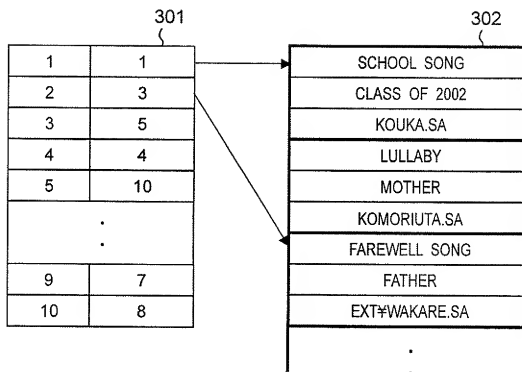 301
302
1 1
2 3
3 5
4 4
5 10
.
.
9 7
10 8
SCHOOL SONG
CLASS OF 2002
KOUKA.SA
LULLABY
MOTHER
KOMORIUTA.SA
FAREWELL SONG
FATHER
EXT¥WAKARE.SA
.